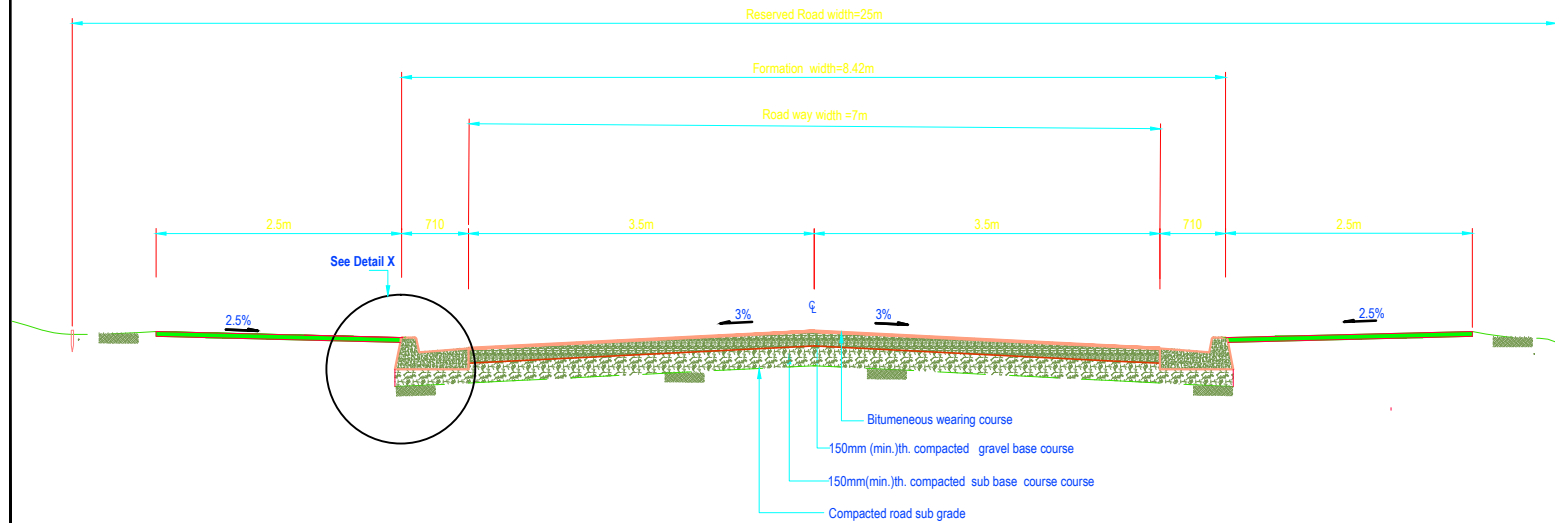 Reserved Road width=25m
Formation width=8.42m
Road way width =7m
2.5m
710
3.5m
3.5m
710
2.5m
See Detail X
2.5%
3%
℄
3%
2.5%
Bitumeneous wearing course
150mm (min.)th. compacted gravel base course
150mm(min.)th. compacted sub base course course
Compacted road sub grade